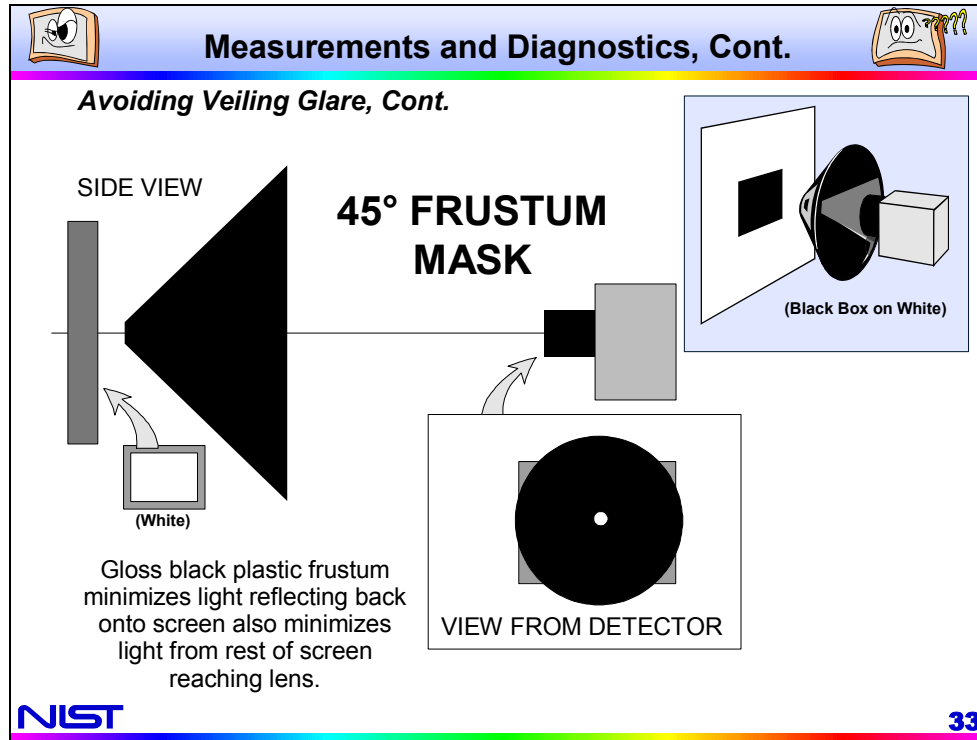 ?????
Measurements and Diagnostics, Cont.
Avoiding Veiling Glare, Cont.
SIDE VIEW
45° FRUSTUM
MASK
(Black Box on White)
(White)
Gloss black plastic frustum
minimizes light reflecting back
onto screen also minimizes
light from rest of screen
reaching lens.
VIEW FROM DETECTOR
NIST
33